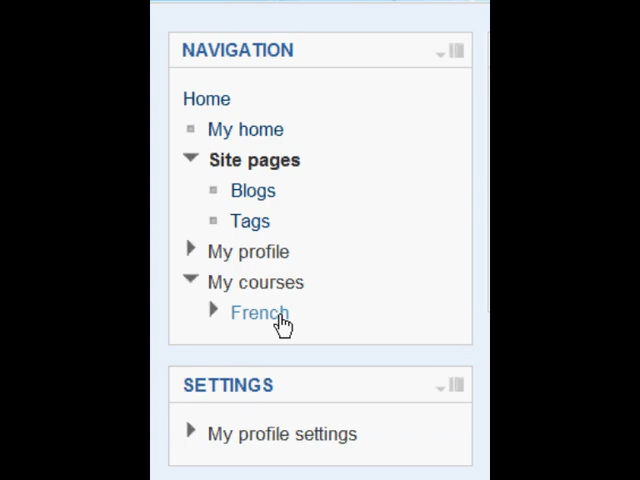 NAVIGATION
Home
My home
Site pages
Blogs
Tags
My profile
My courses
French
SETTINGS
My profile settings